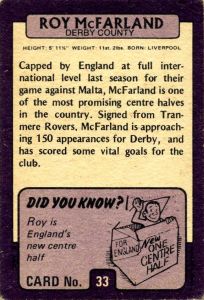 ROY McFARLAND
DERBY COUNTY
HEIGHT: 5' 11½" WEIGHT: 11st. 2lbs. BORN: LIVERPOOL
Capped by England at full inter-
national level last season for their
game against Malta, McFarland is one
of the most promising centre halves
in the country. Signed from Tran-
mere Rovers, McFarland is approach-
ing 150 appearances for Derby, and
has scored some vital goals for the
club.
DID YOU KNOW?!
Roy is
England's
new centre
half
FOR
ENGLAND
NEW
ONE
CENTRE
HALF
CARD No. 33